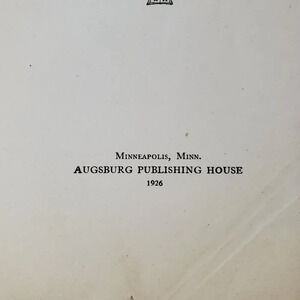 Minneapolis, Minn.
AUGSBURG PUBLISHING HOUSE
1926